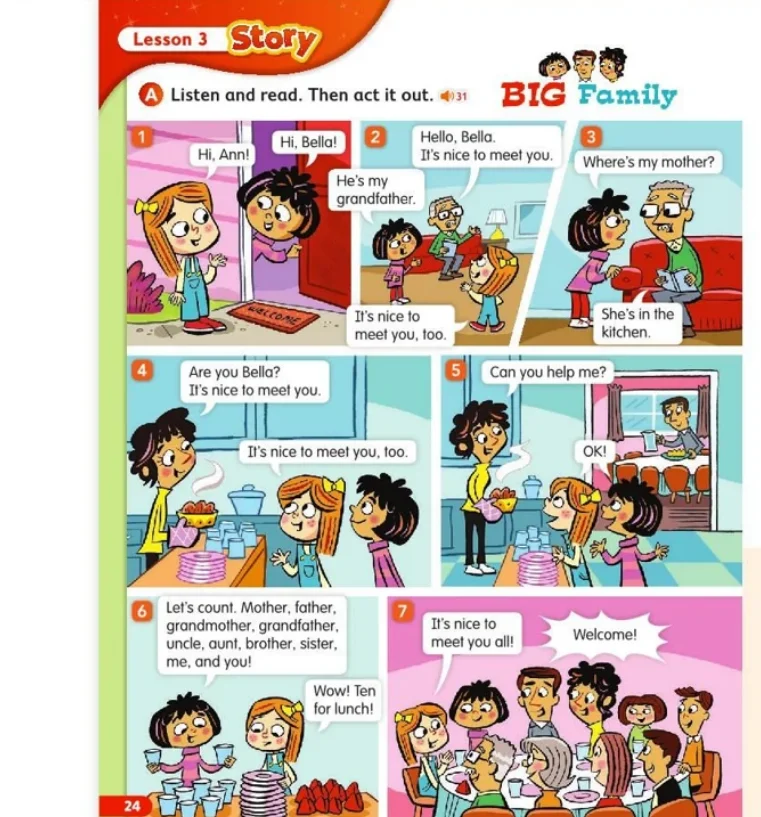 Lesson 3 Story
A Listen and read. Then act it out. 31
BIG Family
1
Hi, Ann!
Hi, Bella!
2
Hello, Bella.
It's nice to meet you.
He's my
grandfather.
It's nice to
meet you, too.
WELCOME
3
Where's my mother?
She's in the
kitchen.
4
Are you Bella?
It's nice to meet you.
It's nice to meet you, too.
5
Can you help me?
OK!
6
Let's count. Mother, father,
grandmother, grandfather,
uncle, aunt, brother, sister,
me, and you!
Wow! Ten
for lunch!
7
It's nice to
meet you all!
Welcome!
24